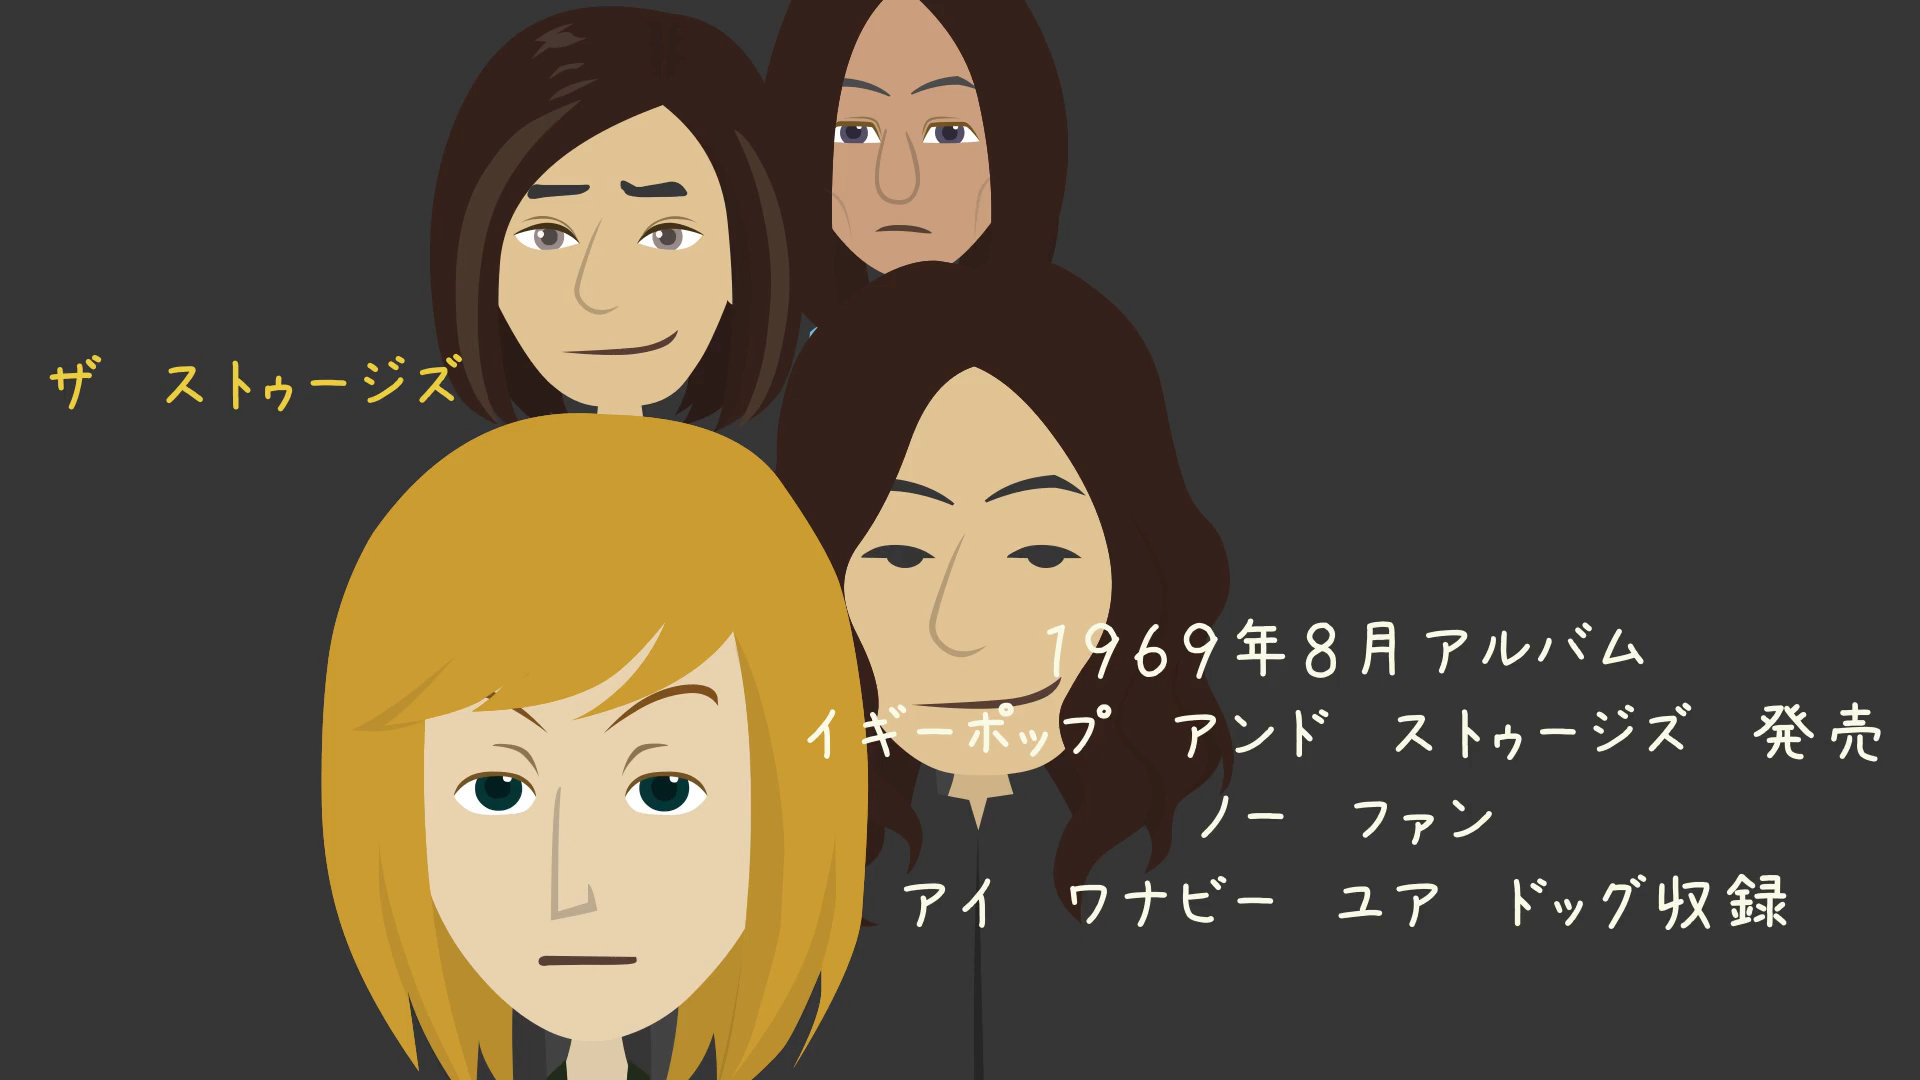 ザ　ストゥージズ
1969年8月アルバム
イギーポップ　アンド　ストゥージズ　発売
ノー　ファン
アイ　ワナビー　ユア　ドッグ収録